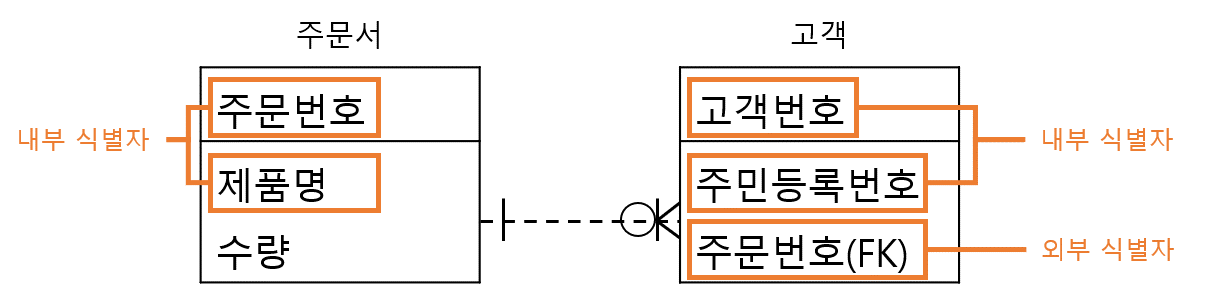 주문서
고객
주문번호
고객번호
내부 식별자
내부 식별자
제품명
주민등록번호
수량
주문번호(FK)
외부 식별자